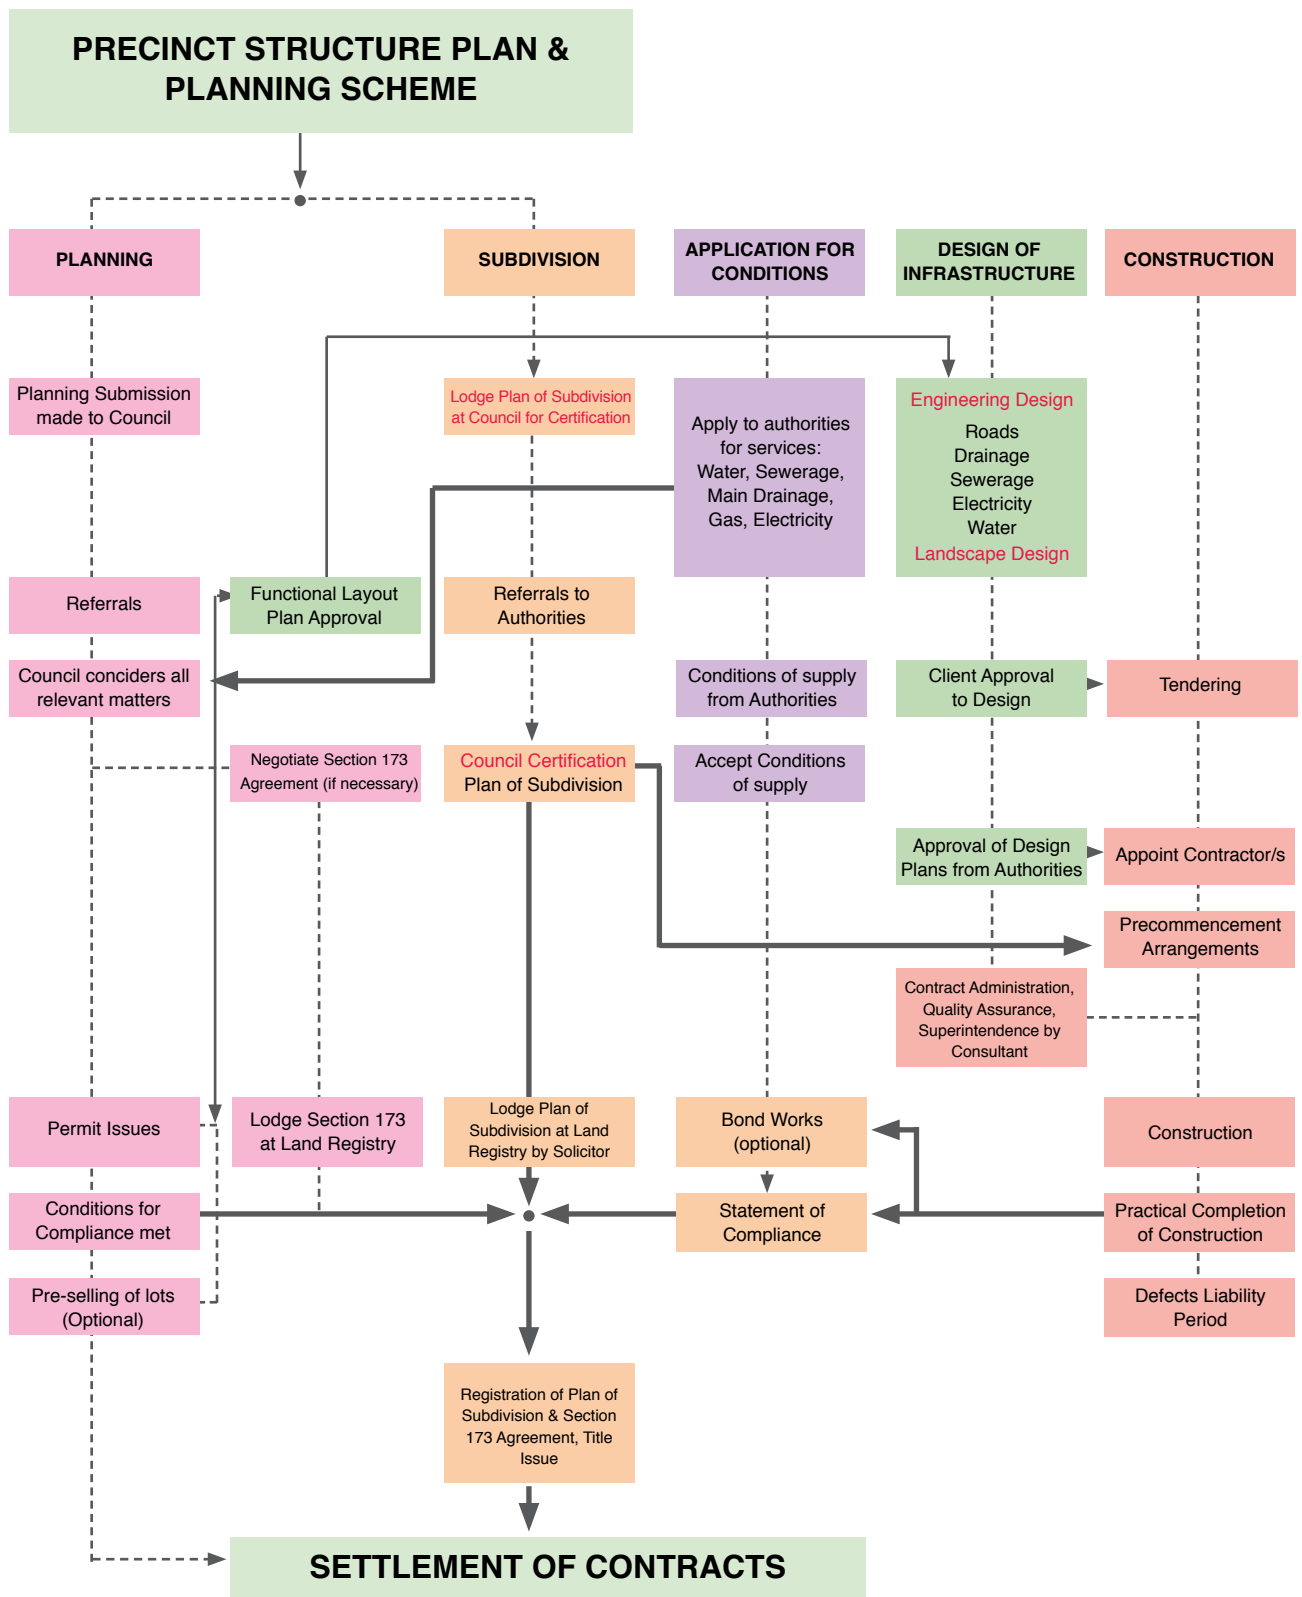 PRECINCT STRUCTURE PLAN &
PLANNING SCHEME
PLANNING
SUBDIVISION
APPLICATION FOR
CONDITIONS
DESIGN OF
INFRASTRUCTURE
CONSTRUCTION
Planning Submission
made to Council
Lodge Plan of Subdivision
at Council for Certification
Apply to authorities
for services:
Water, Sewerage,
Main Drainage,
Gas, Electricity
Engineering Design
Roads
Drainage
Sewerage
Electricity
Water
Landscape Design
Referrals
Functional Layout
Plan Approval
Referrals to
Authorities
Council conciders all
relevant matters
Conditions of supply
from Authorities
Client Approval
to Design
Tendering
Negotiate Section 173
Agreement (if necessary)
Council Certification
Plan of Subdivision
Accept Conditions
of supply
Approval of Design
Plans from Authorities
Appoint Contractor/s
Precommencement
Arrangements
Contract Administration,
Quality Assurance,
Superintendence by
Consultant
Permit Issues
Lodge Section 173
at Land Registry
Lodge Plan of
Subdivision at Land
Registry by Solicitor
Bond Works
(optional)
Construction
Conditions for
Compliance met
Statement of
Compliance
Practical Completion
of Construction
Pre-selling of lots
(Optional)
Defects Liability
Period
Registration of Plan of
Subdivision & Section
173 Agreement, Title
Issue
SETTLEMENT OF CONTRACTS